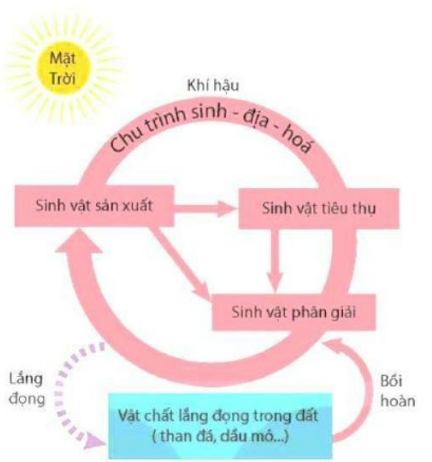 Mặt
Trời
Khí hậu
Chu trình sinh - địa - hoá
Sinh vật sản xuất
Sinh vật tiêu thụ
Sinh vật phân giải
Lắng
đọng
Bồi
hoàn
Vật chất lắng đọng trong đất
( than đá, dầu mỏ...)